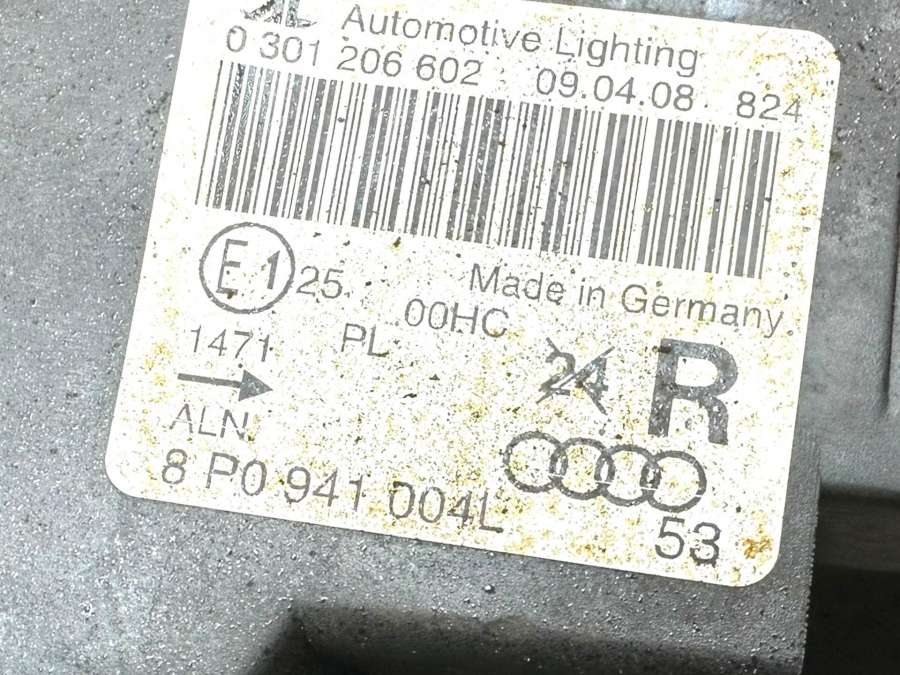 AL Automotive Lighting
0 301 206 602 09.04.08 824
E1 25 Made in Germany
00HC
1471 PL 24 R
ALN
8 P0 941 004L
53